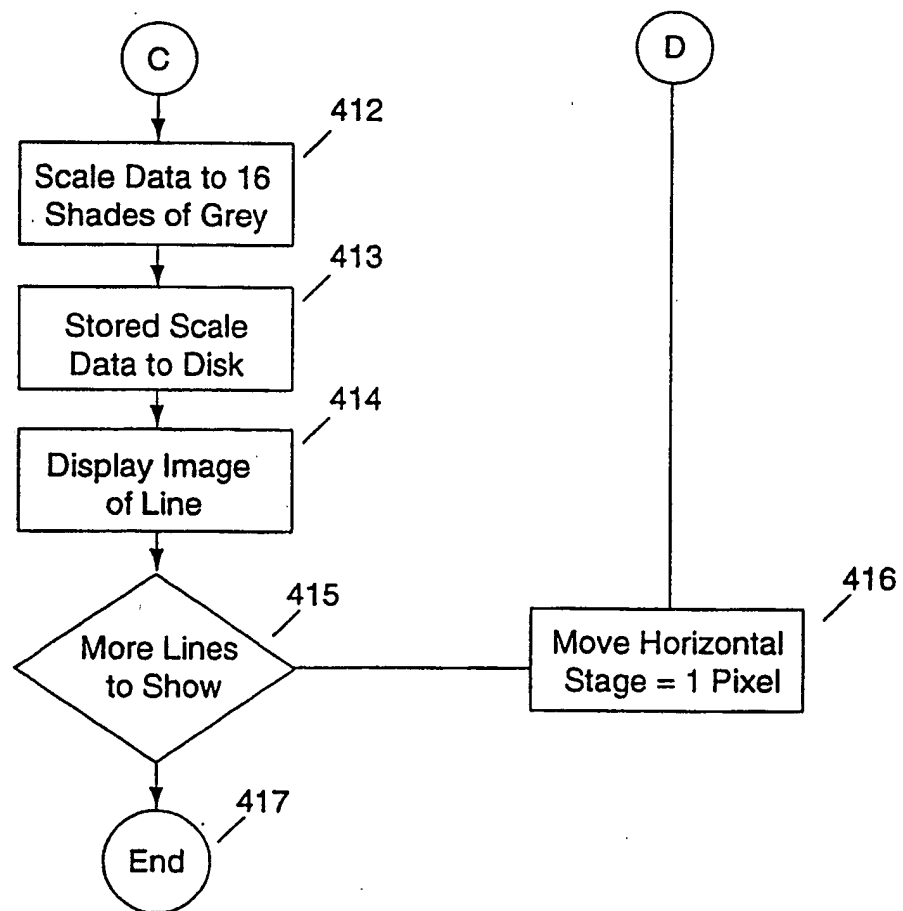 C
D
412
Scale Data to 16
Shades of Grey
413
Stored Scale
Data to Disk
414
Display Image
of Line
415
More Lines
to Show
416
Move Horizontal
Stage = 1 Pixel
417
End